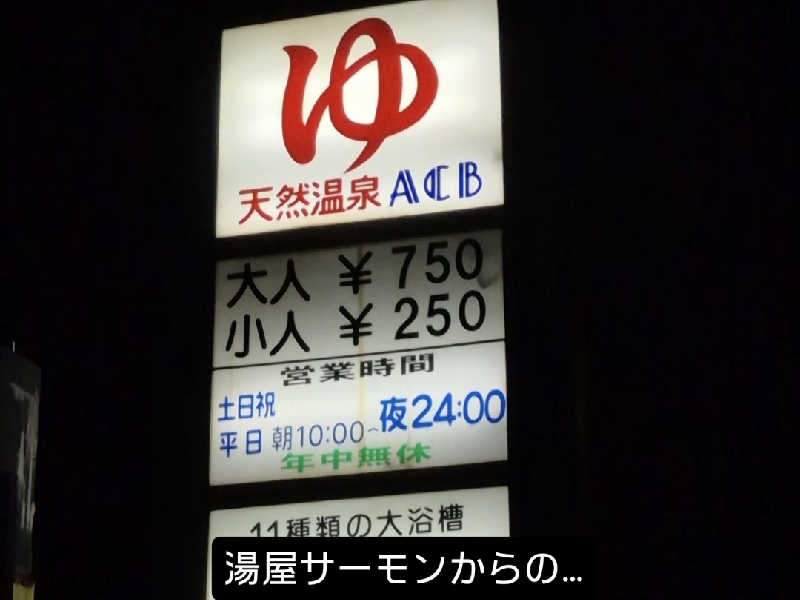 ゆ
天然温泉 ACB
大人 ¥750
小人 ¥250
営業時間
土日祝
平日 朝10:00~夜24:00
年中無休
11種類の大浴槽
湯屋サーモンからの…